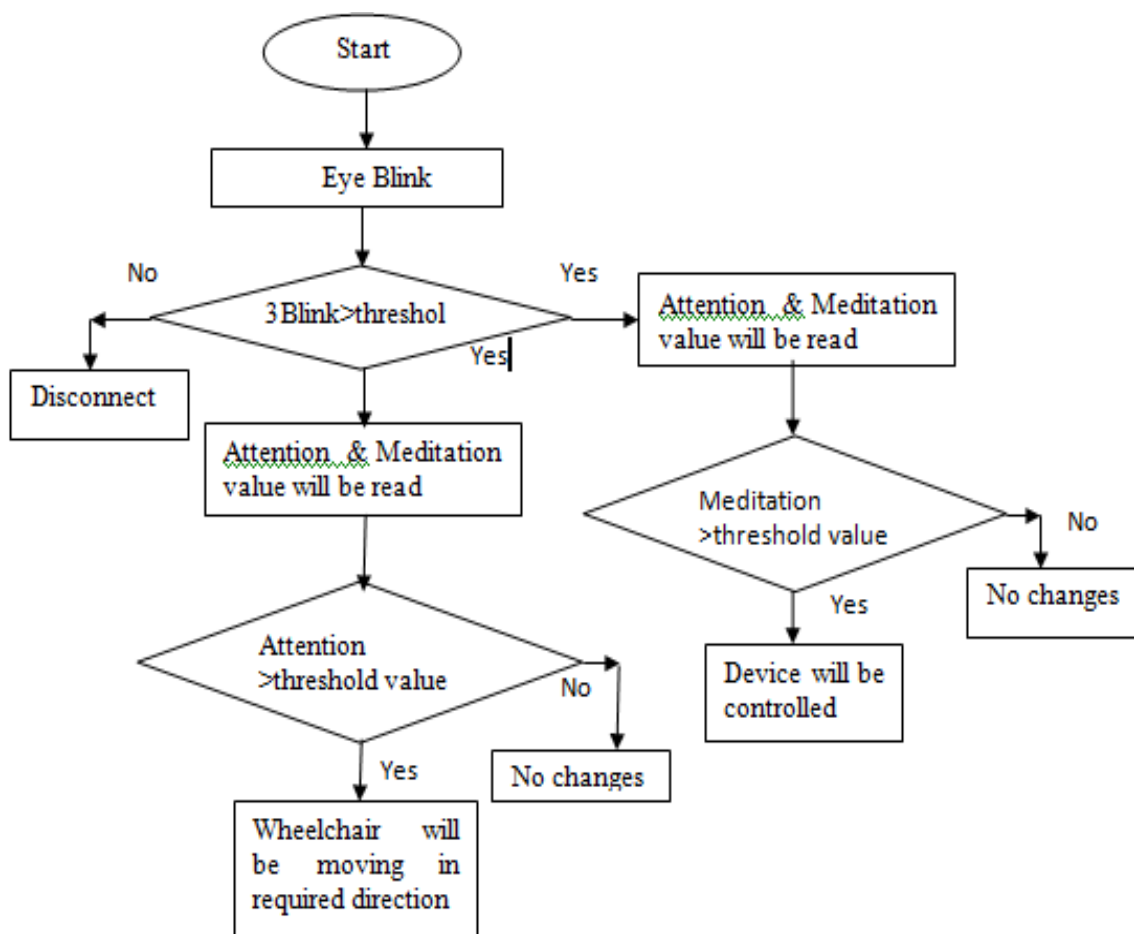 Start
Eye Blink
No
Yes
3Blink>threshol
Yes
Attention & Meditation
value will be read
Disconnect
Attention & Meditation
value will be read
Meditation
>threshold value
No
No changes
Yes
Device will be
controlled
Attention
>threshold value
No
No changes
Yes
Wheelchair will
be moving in
required direction